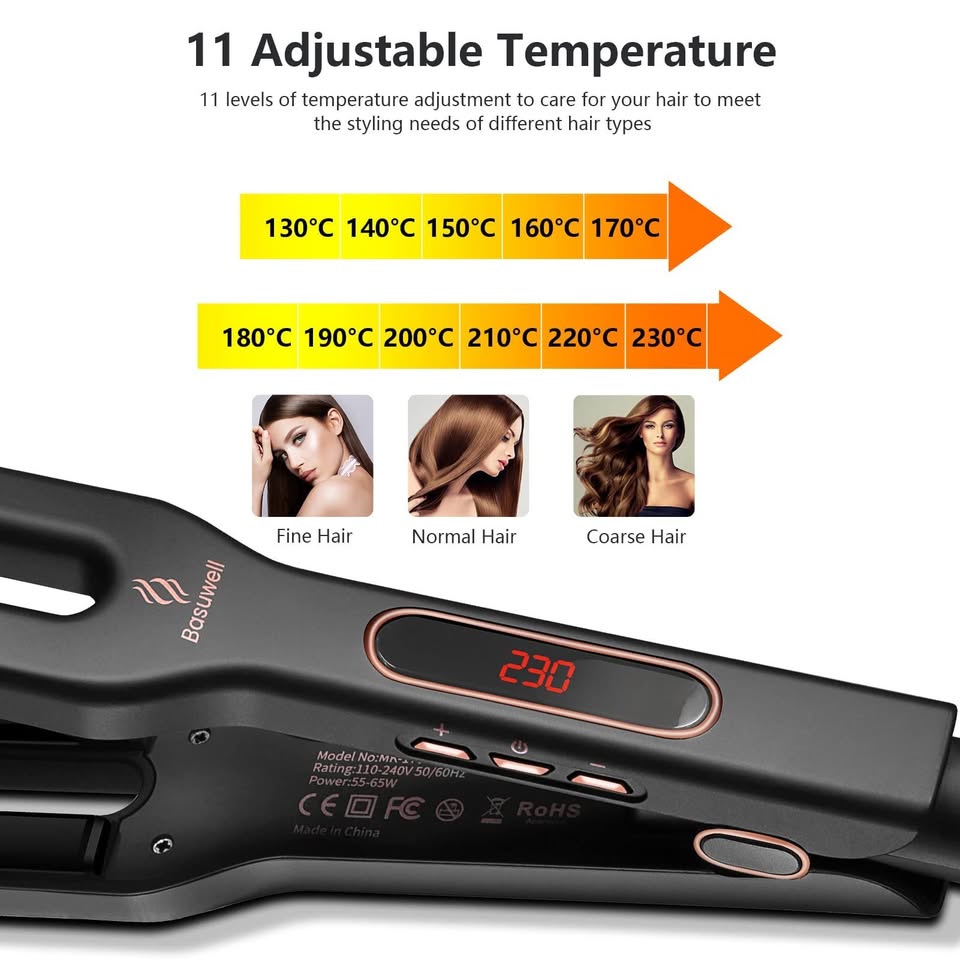 11 Adjustable Temperature
11 levels of temperature adjustment to care for your hair to meet
the styling needs of different hair types
130°C 140°C 150°C 160°C 170°C
180°C 190°C 200°C 210°C 220°C 230°C
Fine Hair Normal Hair Coarse Hair
Basuwell
230
+ −
Model No:
Rating:110-240V 50/60Hz
Power:55-65W
CE FC RoHS
Made in China